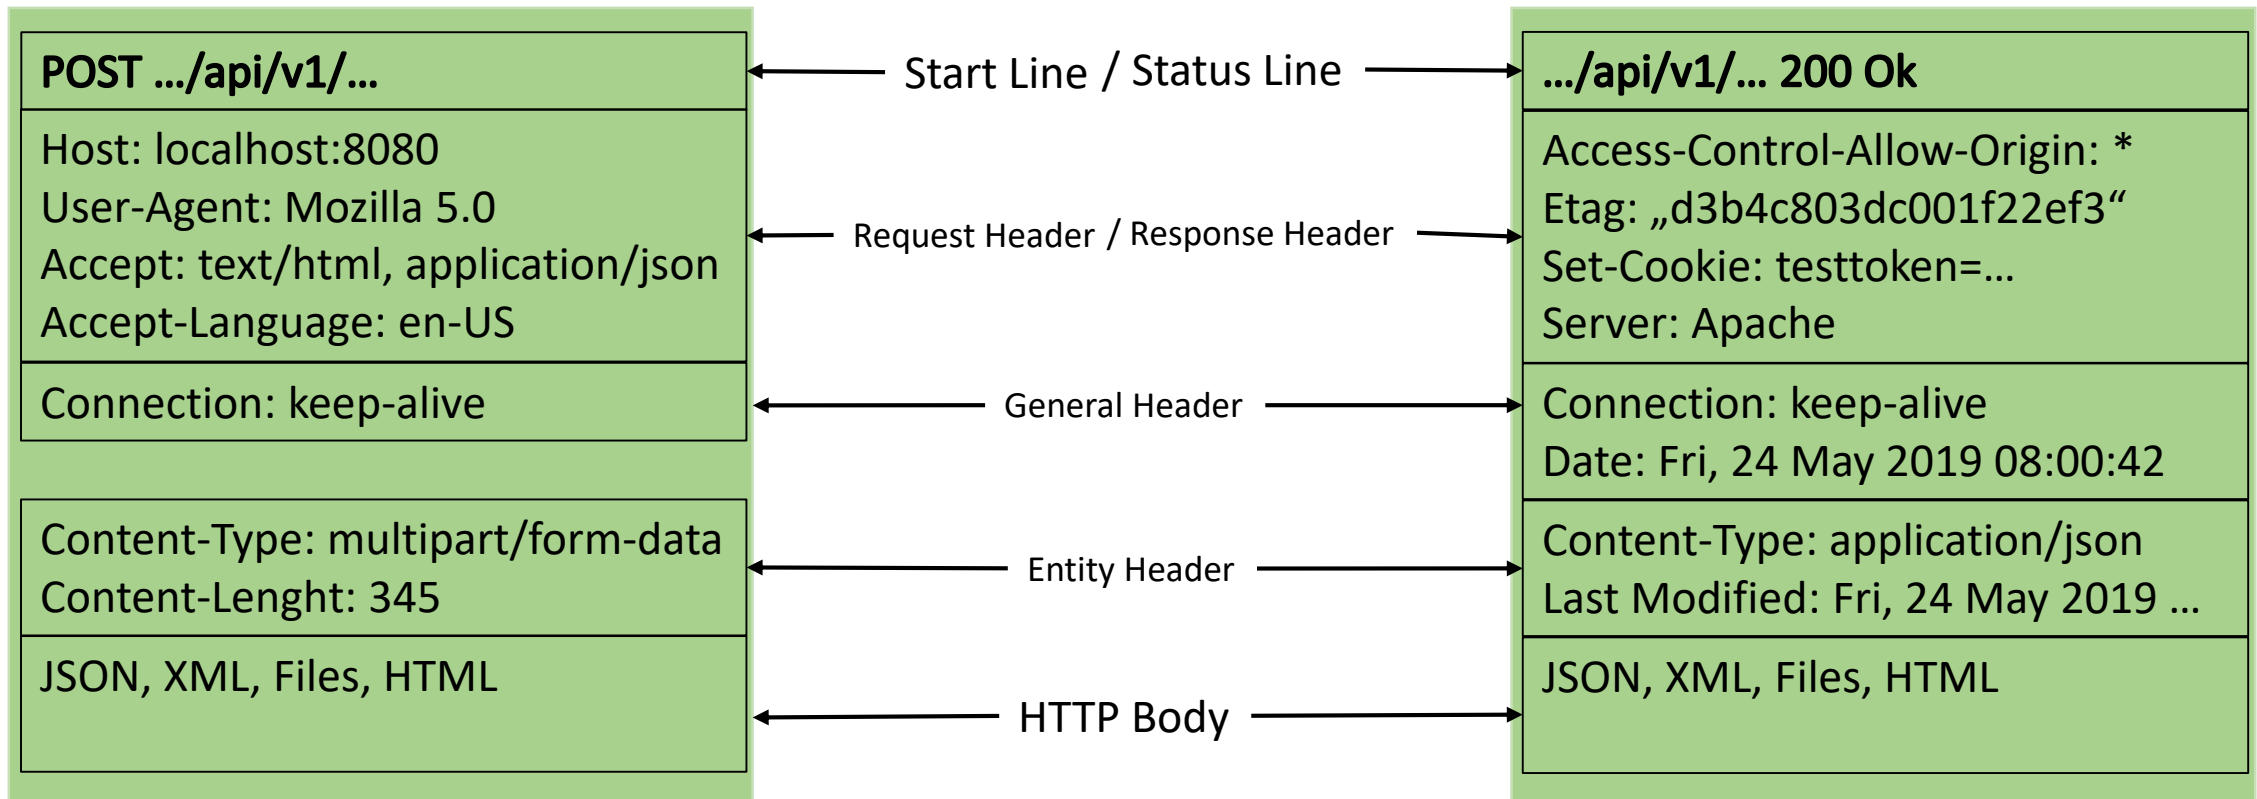 POST …/api/v1/…
Host: localhost:8080
User-Agent: Mozilla 5.0
Accept: text/html, application/json
Accept-Language: en-US
Connection: keep-alive
Content-Type: multipart/form-data
Content-Lenght: 345
JSON, XML, Files, HTML
Start Line / Status Line
Request Header / Response Header
General Header
Entity Header
HTTP Body
…/api/v1/… 200 Ok
Access-Control-Allow-Origin: *
Etag: „d3b4c803dc001f22ef3“
Set-Cookie: testtoken=…
Server: Apache
Connection: keep-alive
Date: Fri, 24 May 2019 08:00:42
Content-Type: application/json
Last Modified: Fri, 24 May 2019 …
JSON, XML, Files, HTML